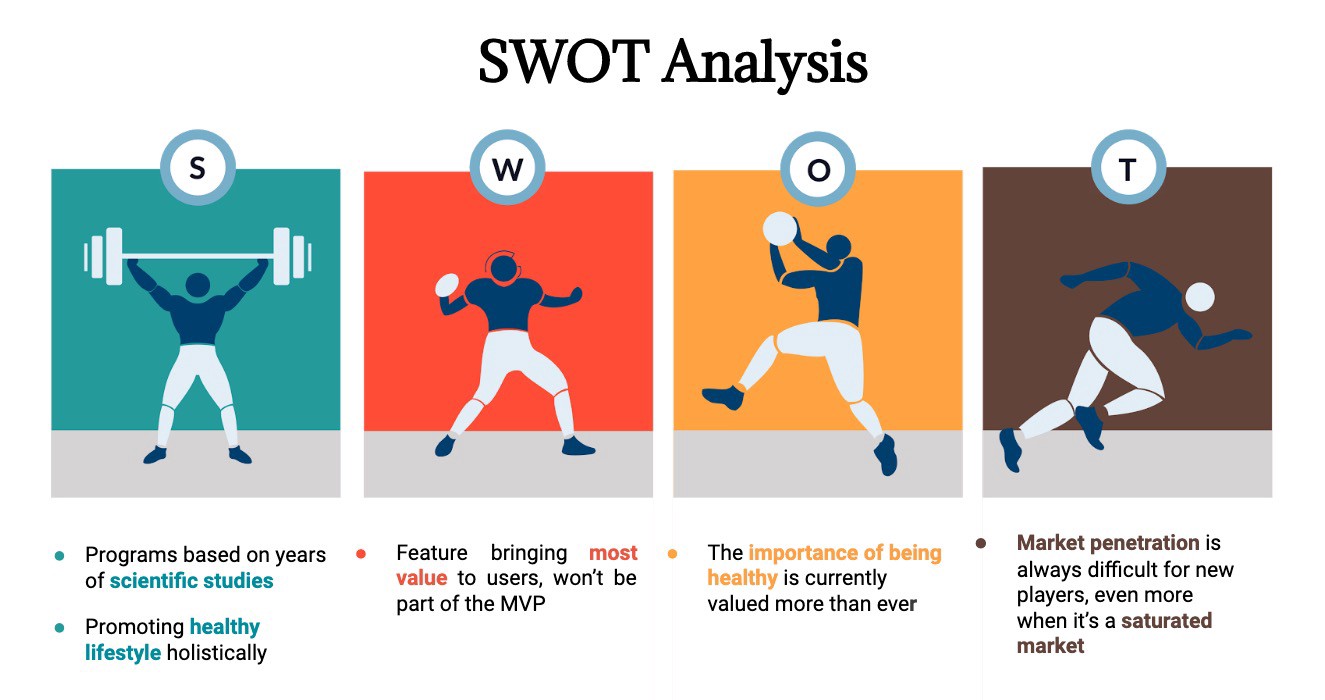 SWOT Analysis
S
W
O
T
● Programs based on years
of scientific studies
● Promoting healthy
lifestyle holistically
● Feature bringing most
value to users, won't be
part of the MVP
● The importance of being
healthy is currently
valued more than ever
● Market penetration is
always difficult for new
players, even more
when it's a saturated
market